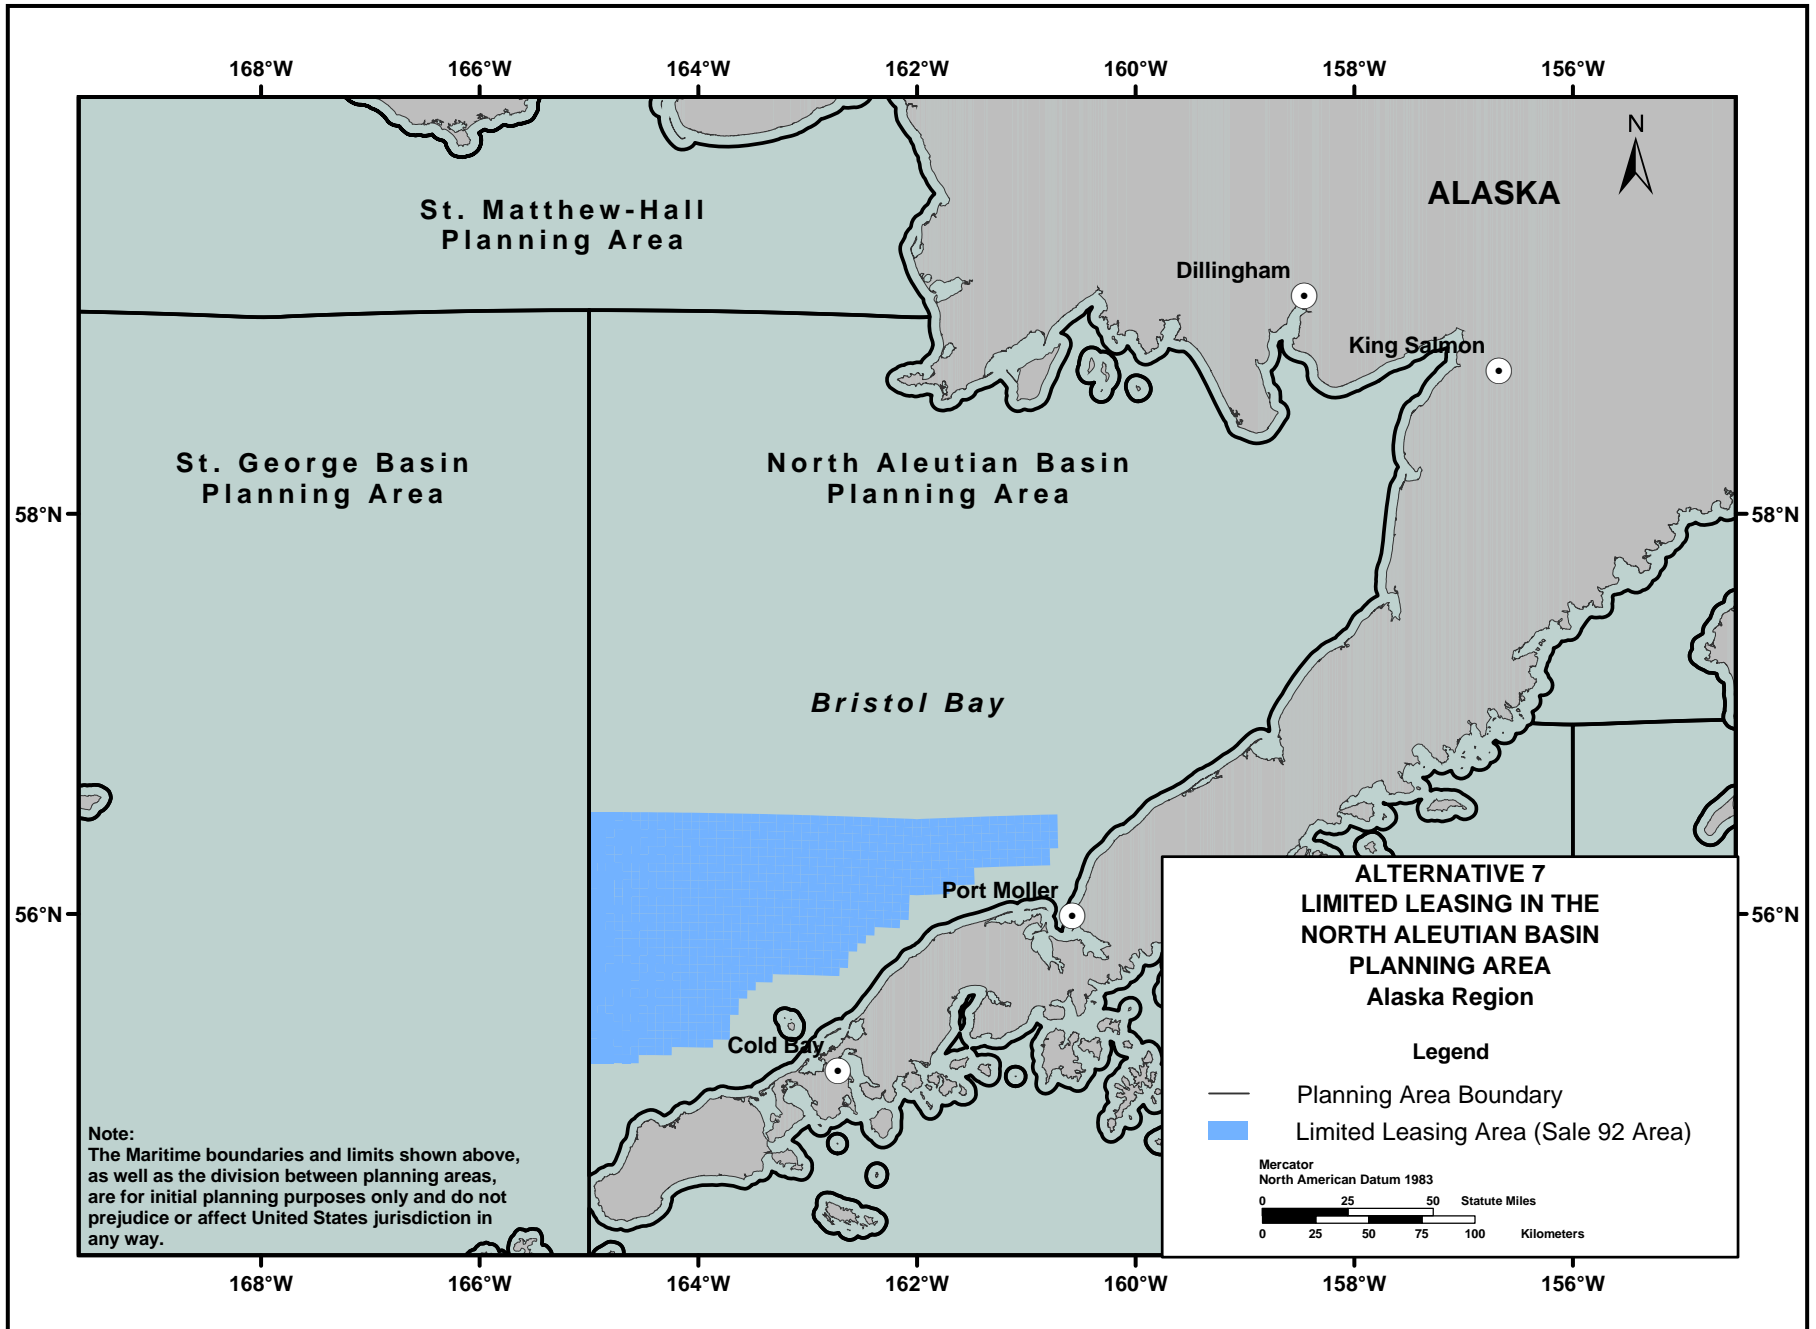 168°W 166°W 164°W 162°W 160°W 158°W 156°W
N
ALASKA
St. Matthew-Hall
Planning Area
Dillingham
King Salmon
St. George Basin
Planning Area
North Aleutian Basin
Planning Area
58°N 58°N
Bristol Bay
Port Moller
56°N 56°N
Cold Bay
ALTERNATIVE 7
LIMITED LEASING IN THE
NORTH ALEUTIAN BASIN
PLANNING AREA
Alaska Region
Legend
Planning Area Boundary
Limited Leasing Area (Sale 92 Area)
Mercator
North American Datum 1983
0 25 50 Statute Miles
0 25 50 75 100 Kilometers
Note:
The Maritime boundaries and limits shown above,
as well as the division between planning areas,
are for initial planning purposes only and do not
prejudice or affect United States jurisdiction in
any way.
168°W 166°W 164°W 162°W 160°W 158°W 156°W